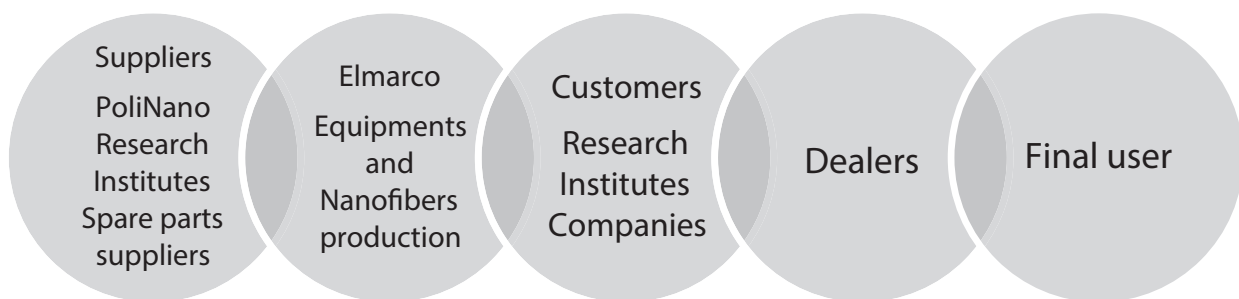 Suppliers
PoliNano
Research
Institutes
Spare parts
suppliers
Elmarco
Equipments
and
Nanofibers
production
Customers
Research
Institutes
Companies
Dealers
Final user